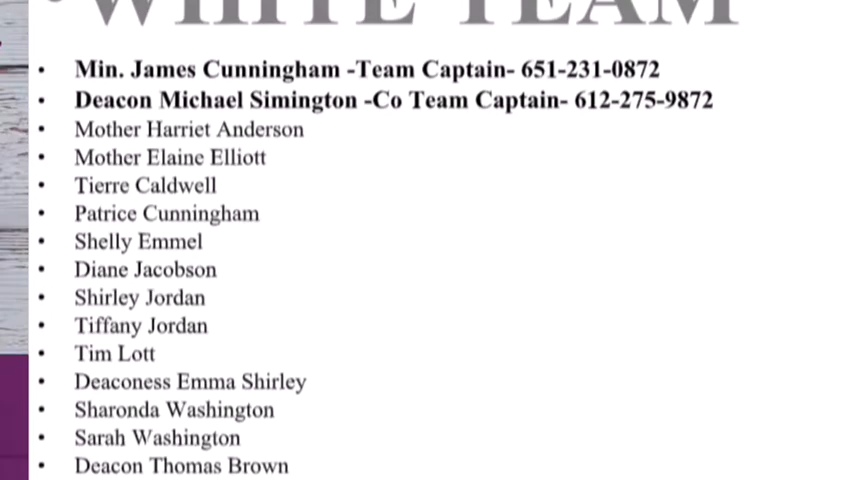 WHITE TEAM
Min. James Cunningham -Team Captain- 651-231-0872
Deacon Michael Simington -Co Team Captain- 612-275-9872
Mother Harriet Anderson
Mother Elaine Elliott
Tierre Caldwell
Patrice Cunningham
Shelly Emmel
Diane Jacobson
Shirley Jordan
Tiffany Jordan
Tim Lott
Deaconess Emma Shirley
Sharonda Washington
Sarah Washington
Deacon Thomas Brown